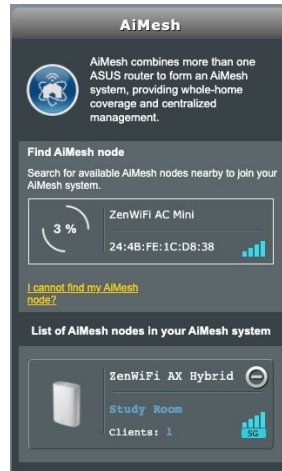 AiMesh
AiMesh combines more than one
ASUS router to form an AiMesh
system, providing whole-home
coverage and centralized
management.
Find AiMesh node
Search for available AiMesh nodes nearby to join your
AiMesh system.
3 %
ZenWiFi AC Mini
24:4B:FE:1C:D8:38
I cannot find my AiMesh
node?
List of AiMesh nodes in your AiMesh system
ZenWiFi AX Hybrid
Study Room
Clients: 1
5G